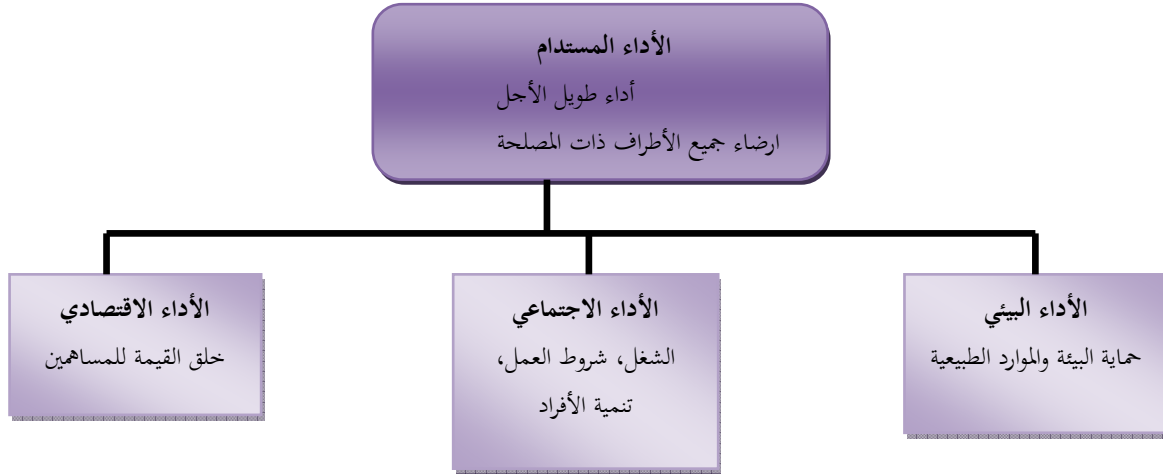 الأداء المستدام
أداء طويل الأجل
ارضاء جميع الأطراف ذات المصلحة
الأداء البيئي
حماية البيئة والموارد الطبيعية
الأداء الاجتماعي
الشغل، شروط العمل،
تنمية الأفراد
الأداء الاقتصادي
خلق القيمة للمساهمين